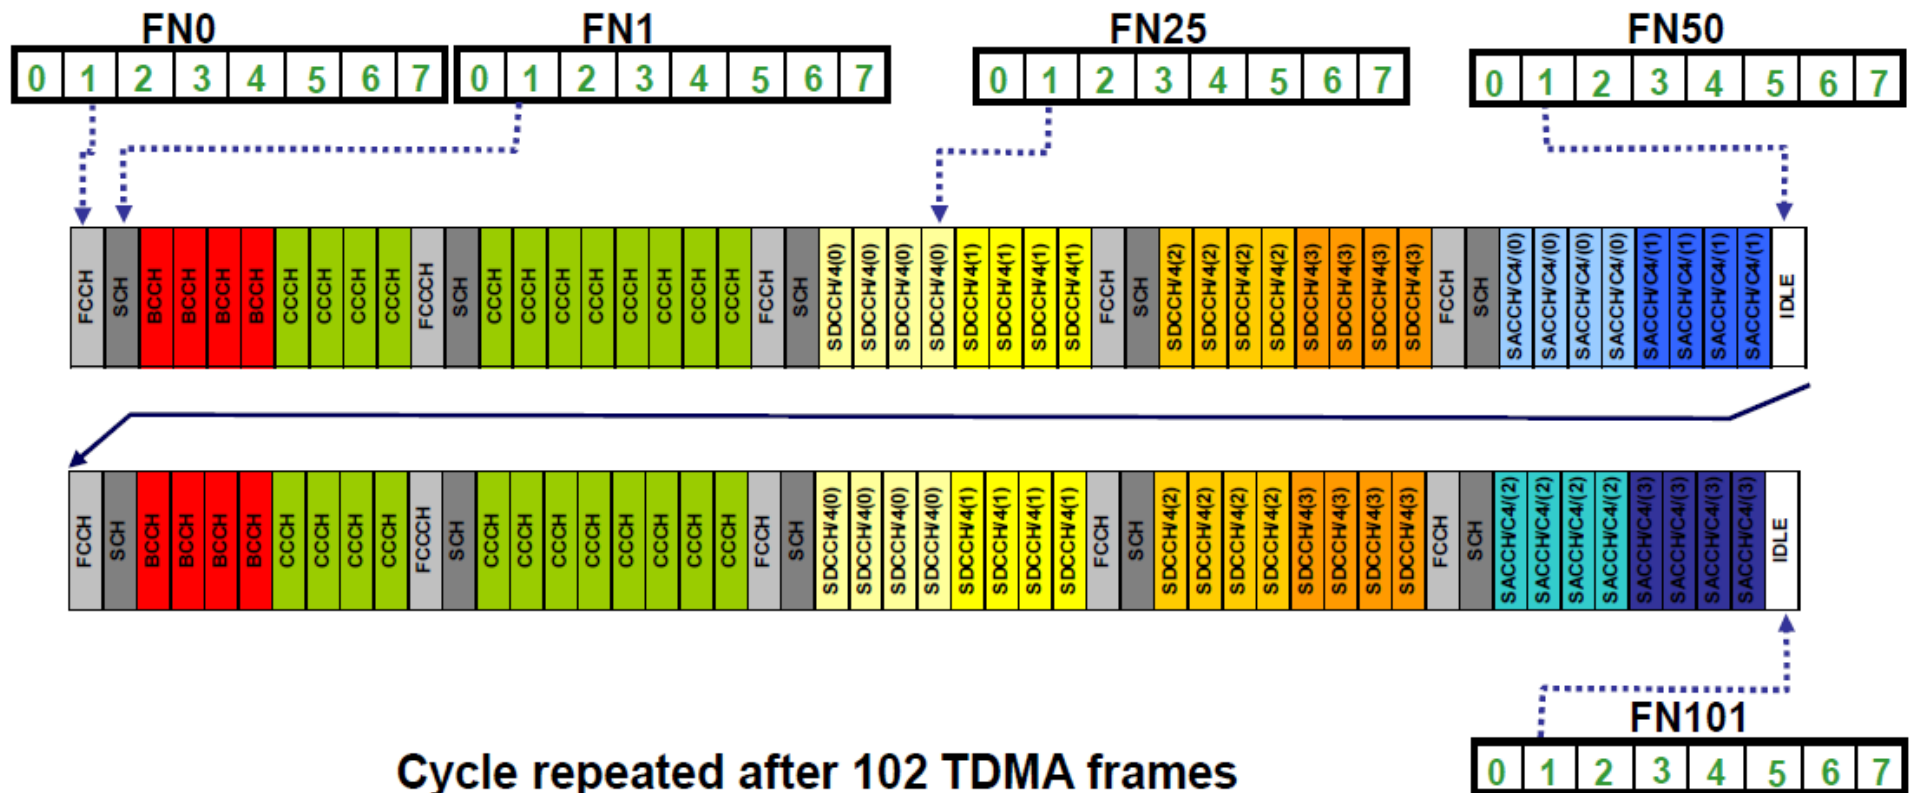 FN0 FN1 FN25 FN50
0 1 2 3 4 5 6 7 0 1 2 3 4 5 6 7 0 1 2 3 4 5 6 7 0 1 2 3 4 5 6 7
FCCH
SCH
BCCH
BCCH
BCCH
BCCH
CCCH
CCCH
CCCH
CCCH
FCCCH
SCH
CCCH
CCCH
CCCH
CCCH
CCCH
CCCH
CCCH
CCCH
FCCH
SCH
SDCCH/4(0)
SDCCH/4(0)
SDCCH/4(0)
SDCCH/4(0)
SDCCH/4(1)
SDCCH/4(1)
SDCCH/4(1)
SDCCH/4(1)
FCCH
SCH
SDCCH/4(2)
SDCCH/4(2)
SDCCH/4(2)
SDCCH/4(2)
SDCCH/4(3)
SDCCH/4(3)
SDCCH/4(3)
SDCCH/4(3)
FCCH
SCH
SACCH/C4/(0)
SACCH/C4/(0)
SACCH/C4/(0)
SACCH/C4/(0)
SACCH/C4/(1)
SACCH/C4/(1)
SACCH/C4/(1)
SACCH/C4/(1)
IDLE
FCCH
SCH
BCCH
BCCH
BCCH
BCCH
CCCH
CCCH
CCCH
CCCH
FCCCH
SCH
CCCH
CCCH
CCCH
CCCH
CCCH
CCCH
CCCH
CCCH
FCCH
SCH
SDCCH/4(0)
SDCCH/4(0)
SDCCH/4(0)
SDCCH/4(0)
SDCCH/4(1)
SDCCH/4(1)
SDCCH/4(1)
SDCCH/4(1)
FCCH
SCH
SDCCH/4(2)
SDCCH/4(2)
SDCCH/4(2)
SDCCH/4(2)
SDCCH/4(3)
SDCCH/4(3)
SDCCH/4(3)
SDCCH/4(3)
FCCH
SCH
SACCH/C4/(2)
SACCH/C4/(2)
SACCH/C4/(2)
SACCH/C4/(2)
SACCH/C4/(3)
SACCH/C4/(3)
SACCH/C4/(3)
SACCH/C4/(3)
IDLE
FN101
Cycle repeated after 102 TDMA frames
0 1 2 3 4 5 6 7